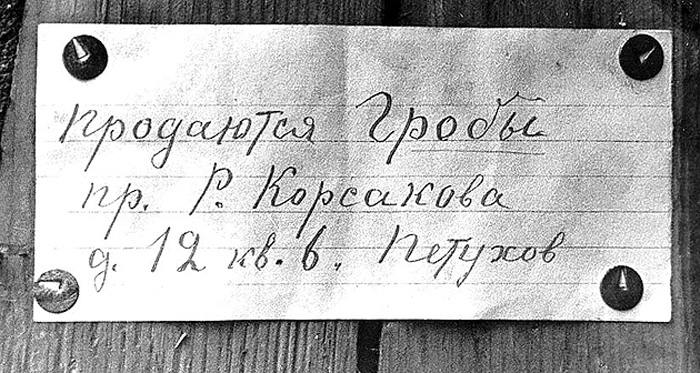 продаются Гробы
пр. Р. Корсакова
д. 12 кв. 6. Петухов